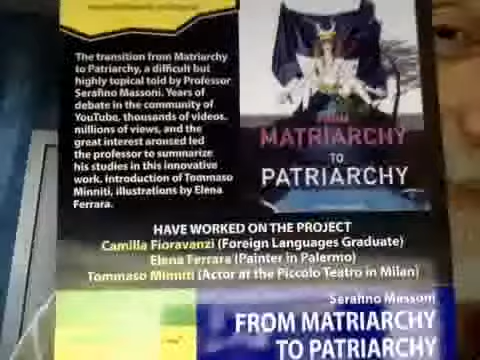 The transition from Matriarchy
to Patriarchy, a difficult but
highly topical told by Professor
Serafino Massoni. Years of
debate in the community of
YouTube, thousands of videos,
millions of views, and the
great interest aroused led
the professor to summarize
his studies in this innovative
work. introduction of Tommaso
Minniti, illustrations by Elena
Ferrara.
FROM
MATRIARCHY
TO
PATRIARCHY
HAVE WORKED ON THE PROJECT
Camilla Fioravanzi (Foreign Languages Graduate)
Elena Ferrara (Painter in Palermo)
Tommaso Minniti (Actor at the Piccolo Teatro in Milan)
Serafino Massoni
FROM MATRIARCHY
TO PATRIARCHY